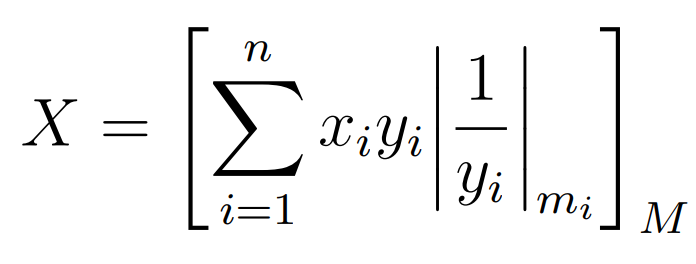 $X = \left[ \sum_{i=1}^{n} x_i y_i \left| \frac{1}{y_i} \right|_{m_i} \right]_M$